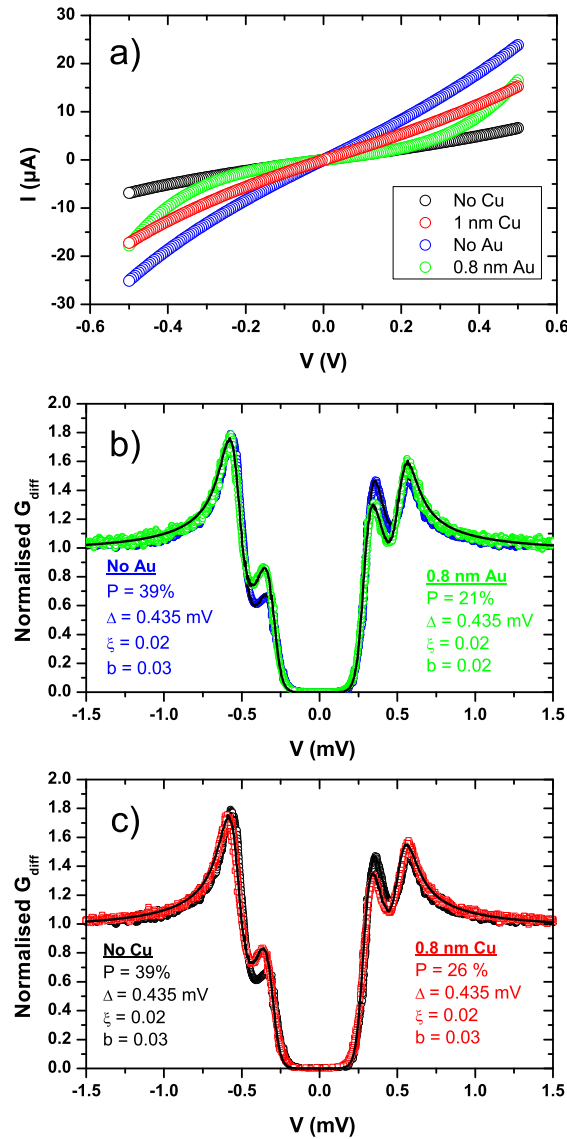 a)
I (µA)
30
20
10
0
-10
-20
-30
No Cu
1 nm Cu
No Au
0.8 nm Au
-0.6 -0.4 -0.2 0.0 0.2 0.4 0.6
V (V)
b)
Normalised G_diff
2.0
1.8
1.6
1.4
1.2
1.0
0.8
0.6
0.4
0.2
0.0
No Au
P = 39%
Δ = 0.435 mV
ξ = 0.02
b = 0.03
0.8 nm Au
P = 21%
Δ = 0.435 mV
ξ = 0.02
b = 0.02
-1.5 -1.0 -0.5 0.0 0.5 1.0 1.5
V (mV)
c)
Normalised G_diff
2.0
1.8
1.6
1.4
1.2
1.0
0.8
0.6
0.4
0.2
0.0
No Cu
P = 39%
Δ = 0.435 mV
ξ = 0.02
b = 0.03
0.8 nm Cu
P = 26 %
Δ = 0.435 mV
ξ = 0.02
b = 0.03
-1.5 -1.0 -0.5 0.0 0.5 1.0 1.5
V (mV)